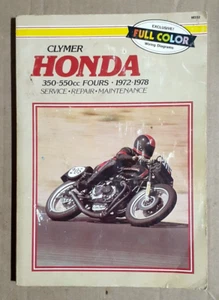 EXCLUSIVE!
FULL COLOR
Wiring Diagrams
CLYMER
HONDA
350-550cc FOURS • 1972-1978
SERVICE • REPAIR • MAINTENANCE